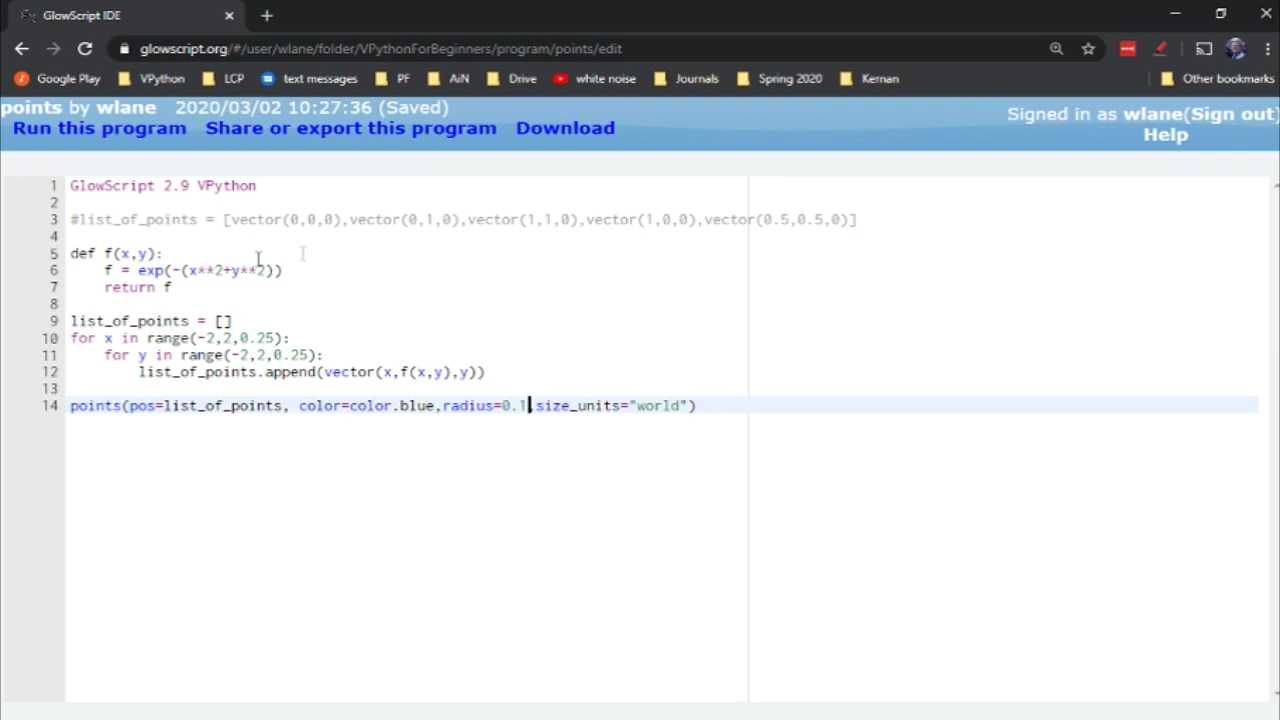 GlowScript IDE
glowscript.org/#/user/wlane/folder/VPythonForBeginners/program/points/edit
Google Play VPython LCP text messages PF AiN Drive white noise Journals Spring 2020 Kernan Other bookmarks
points by wlane 2020/03/02 10:27:36 (Saved)
Signed in as wlane(Sign out)
Run this program Share or export this program Download
Help
1 GlowScript 2.9 VPython
2
3 #list_of_points = [vector(0,0,0),vector(0,1,0),vector(1,1,0),vector(1,0,0),vector(0.5,0.5,0)]
4
5 def f(x,y):
6 f = exp(-(x**2+y**2))
7 return f
8
9 list_of_points = []
10 for x in range(-2,2,0.25):
11 for y in range(-2,2,0.25):
12 list_of_points.append(vector(x,f(x,y),y))
13
14 points(pos=list_of_points, color=color.blue,radius=0.1,size_units="world")